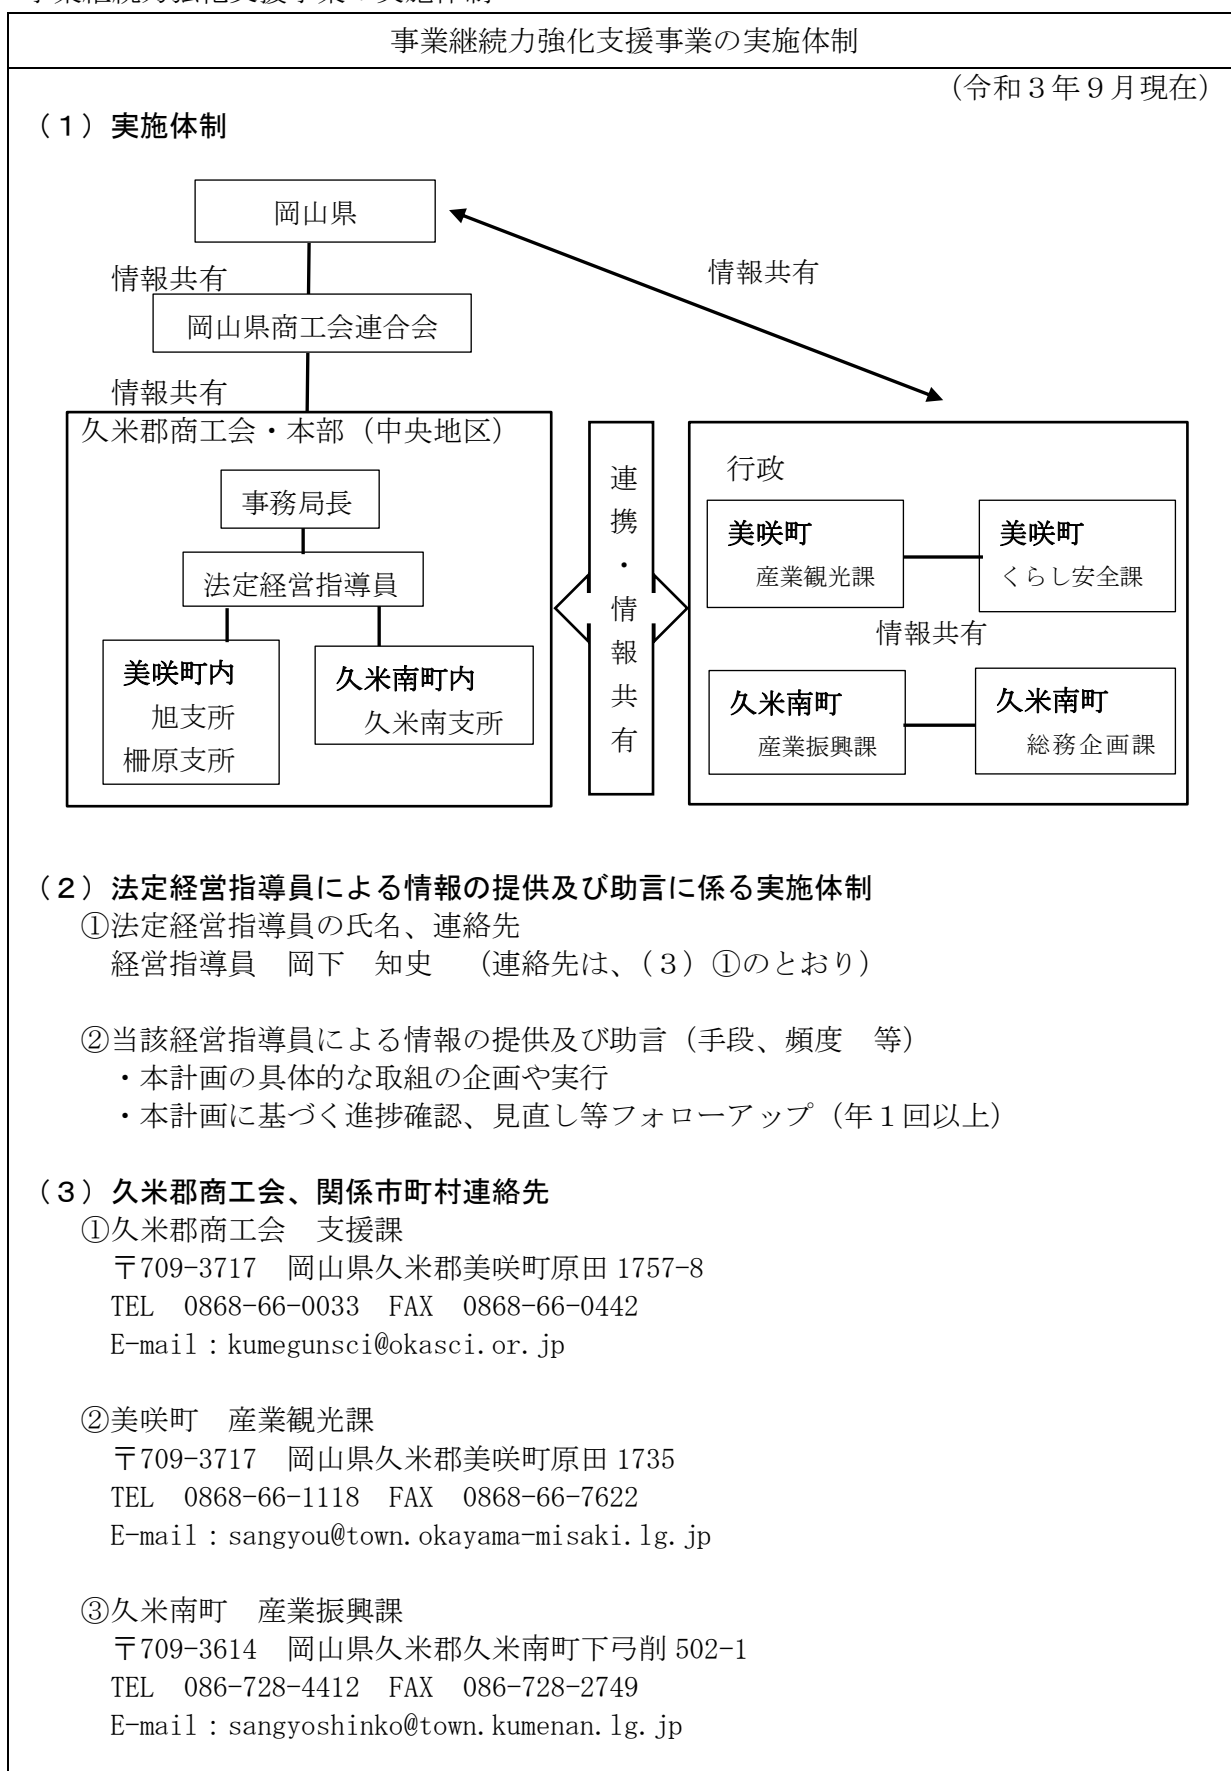 事業継続力強化支援事業の実施体制
事業継続力強化支援事業の実施体制
（令和３年９月現在）
（１）実施体制
岡山県
情報共有
情報共有
岡山県商工会連合会
情報共有
久米郡商工会・本部（中央地区）
事務局長
法定経営指導員
美咲町内
旭支所
柵原支所
久米南町内
久米南支所
連携・情報共有
行政
美咲町
産業観光課
美咲町
くらし安全課
情報共有
久米南町
産業振興課
久米南町
総務企画課
（２）法定経営指導員による情報の提供及び助言に係る実施体制
①法定経営指導員の氏名、連絡先
経営指導員　岡下　知史　（連絡先は、（３）①のとおり）
②当該経営指導員による情報の提供及び助言（手段、頻度　等）
・本計画の具体的な取組の企画や実行
・本計画に基づく進捗確認、見直し等フォローアップ（年１回以上）
（３）久米郡商工会、関係市町村連絡先
①久米郡商工会　支援課
〒709-3717　岡山県久米郡美咲町原田 1757-8
TEL　0868-66-0033　FAX　0868-66-0442
E-mail：kumegunsci@okasci.or.jp
②美咲町　産業観光課
〒709-3717　岡山県久米郡美咲町原田 1735
TEL　0868-66-1118　FAX　0868-66-7622
E-mail：sangyou@town.okayama-misaki.lg.jp
③久米南町　産業振興課
〒709-3614　岡山県久米郡久米南町下弓削 502-1
TEL　086-728-4412　FAX　086-728-2749
E-mail：sangyoshinko@town.kumenan.lg.jp